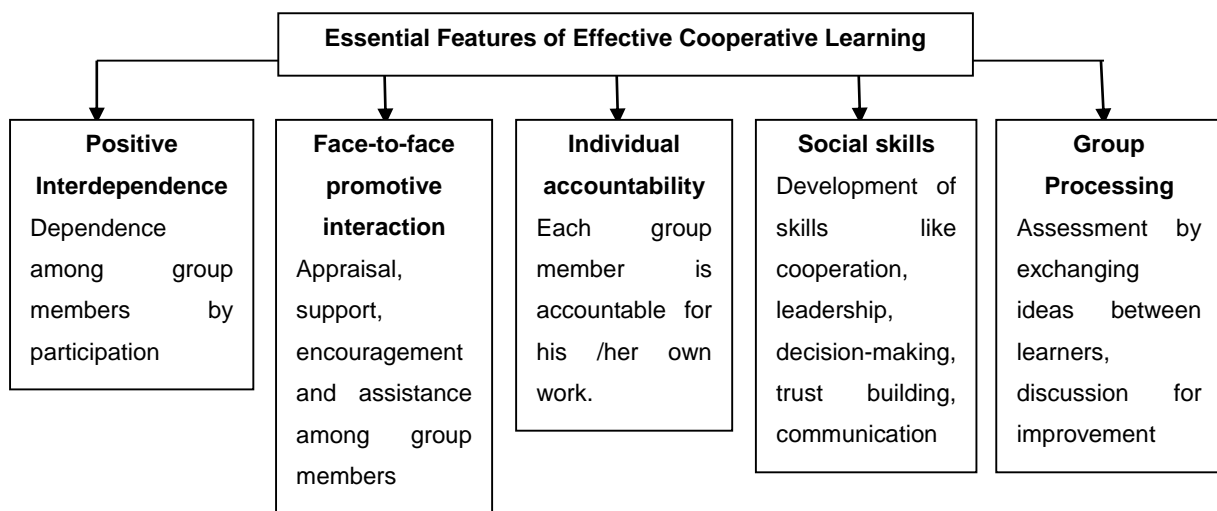 Essential Features of Effective Cooperative Learning
Positive
Interdependence
Dependence
among group
members by
participation
Face-to-face
promotive
interaction
Appraisal,
support,
encouragement
and assistance
among group
members
Individual
accountability
Each group
member is
accountable for
his /her own
work.
Social skills
Development of
skills like
cooperation,
leadership,
decision-making,
trust building,
communication
Group
Processing
Assessment by
exchanging
ideas between
learners,
discussion for
improvement